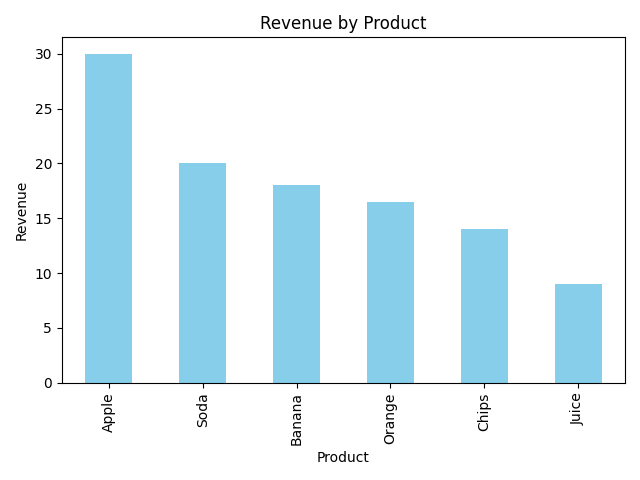 Revenue by Product
Revenue
30
25
20
15
10
5
0
Apple
Soda
Banana
Orange
Chips
Juice
Product